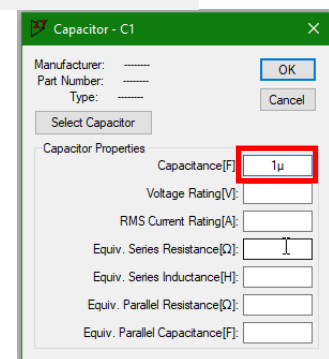 Capacitor - C1
Manufacturer: --------
Part Number: --------
Type: --------
OK
Cancel
Select Capacitor
Capacitor Properties
Capacitance[F]: 1µ
Voltage Rating[V]:
RMS Current Rating[A]:
Equiv. Series Resistance[Ω]:
Equiv. Series Inductance[H]:
Equiv. Parallel Resistance[Ω]:
Equiv. Parallel Capacitance[F]: